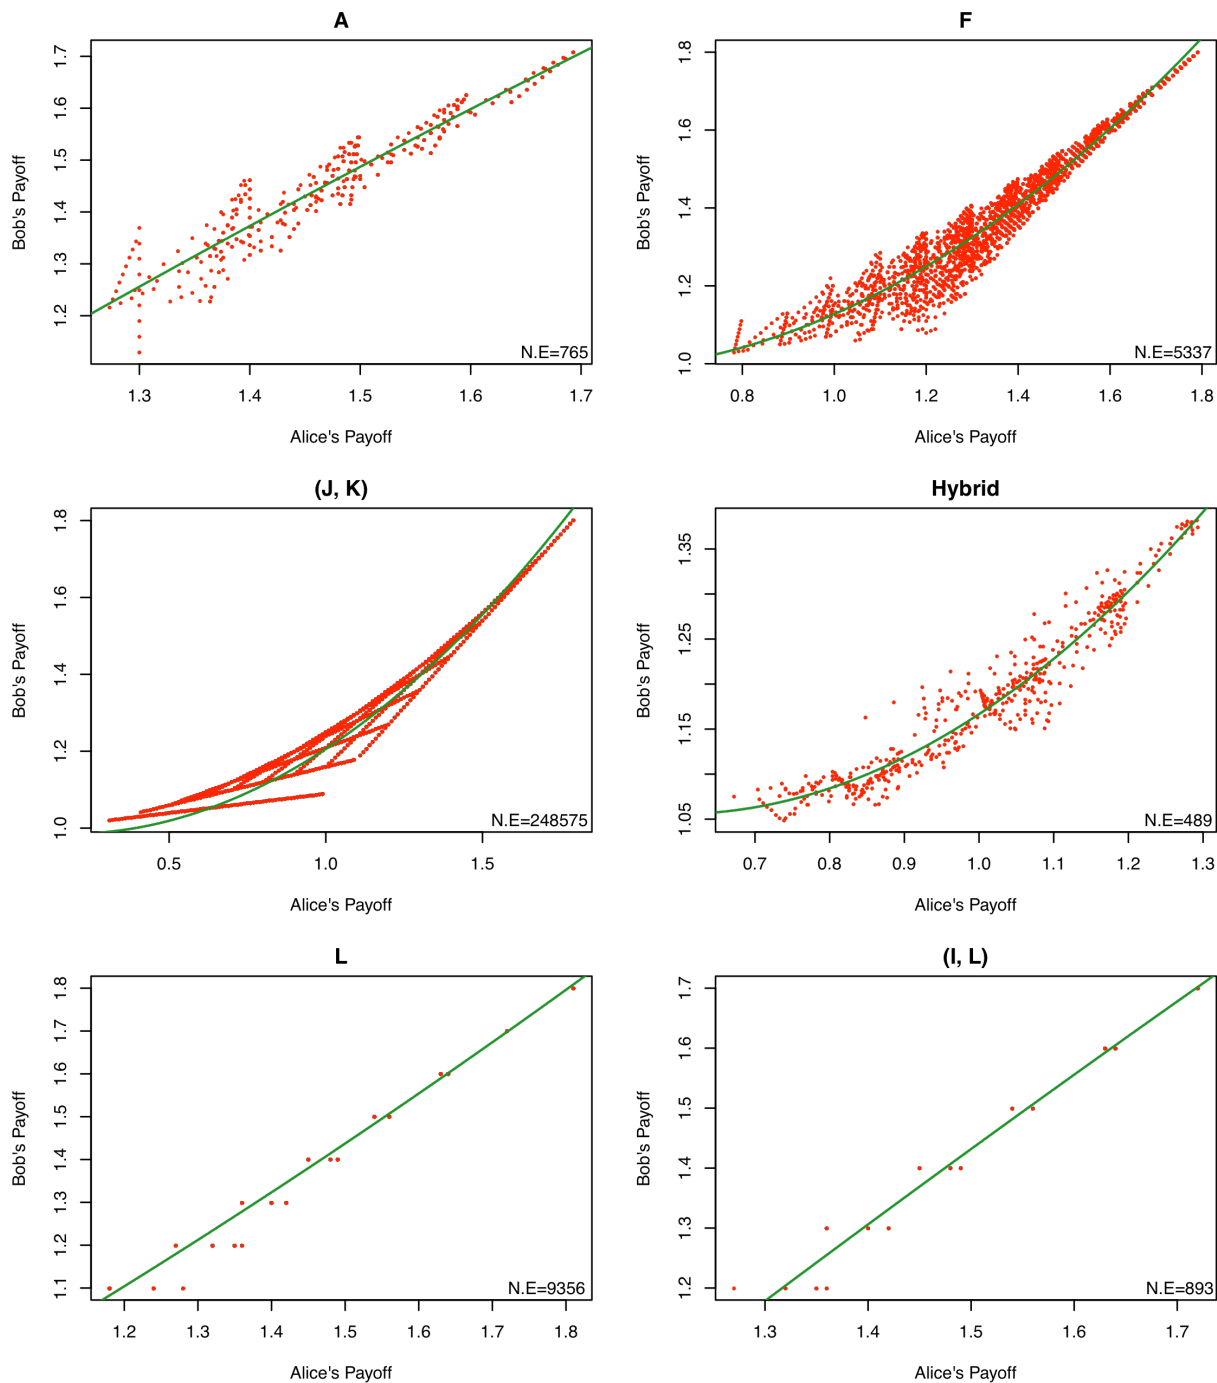 A
Bob's Payoff
1.7
1.6
1.5
1.4
1.3
1.2
N.E=765
1.3 1.4 1.5 1.6 1.7
Alice's Payoff
F
Bob's Payoff
1.8
1.6
1.4
1.2
1.0
N.E=5337
0.8 1.0 1.2 1.4 1.6 1.8
Alice's Payoff
(J, K)
Bob's Payoff
1.8
1.6
1.4
1.2
1.0
N.E=248575
0.5 1.0 1.5
Alice's Payoff
Hybrid
Bob's Payoff
1.35
1.25
1.15
1.05
N.E=489
0.7 0.8 0.9 1.0 1.1 1.2 1.3
Alice's Payoff
L
Bob's Payoff
1.8
1.7
1.6
1.5
1.4
1.3
1.2
1.1
N.E=9356
1.2 1.3 1.4 1.5 1.6 1.7 1.8
Alice's Payoff
(I, L)
Bob's Payoff
1.7
1.6
1.5
1.4
1.3
1.2
N.E=893
1.3 1.4 1.5 1.6 1.7
Alice's Payoff